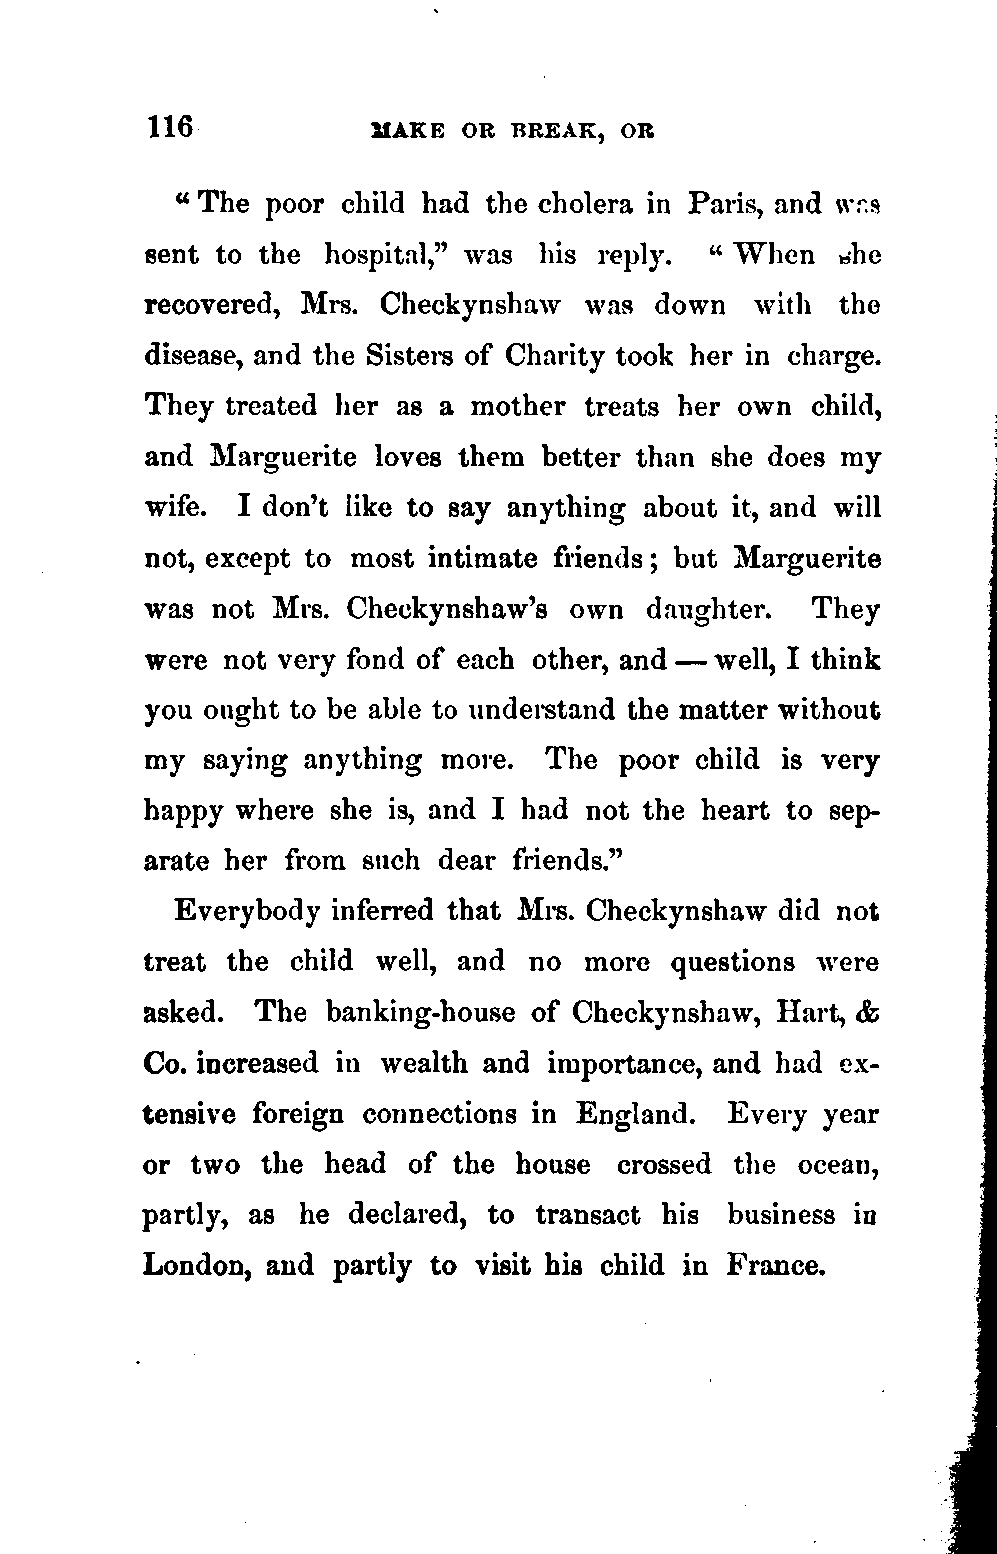 116 MAKE OR BREAK, OR
“The poor child had the cholera in Paris, and was
sent to the hospital,” was his reply. “When she
recovered, Mrs. Checkynshaw was down with the
disease, and the Sisters of Charity took her in charge.
They treated her as a mother treats her own child,
and Marguerite loves them better than she does my
wife. I don’t like to say anything about it, and will
not, except to most intimate friends; but Marguerite
was not Mrs. Checkynshaw’s own daughter. They
were not very fond of each other, and — well, I think
you ought to be able to understand the matter without
my saying anything more. The poor child is very
happy where she is, and I had not the heart to sep-
arate her from such dear friends.”
Everybody inferred that Mrs. Checkynshaw did not
treat the child well, and no more questions were
asked. The banking-house of Checkynshaw, Hart, &
Co. increased in wealth and importance, and had ex-
tensive foreign connections in England. Every year
or two the head of the house crossed the ocean,
partly, as he declared, to transact his business in
London, and partly to visit his child in France.